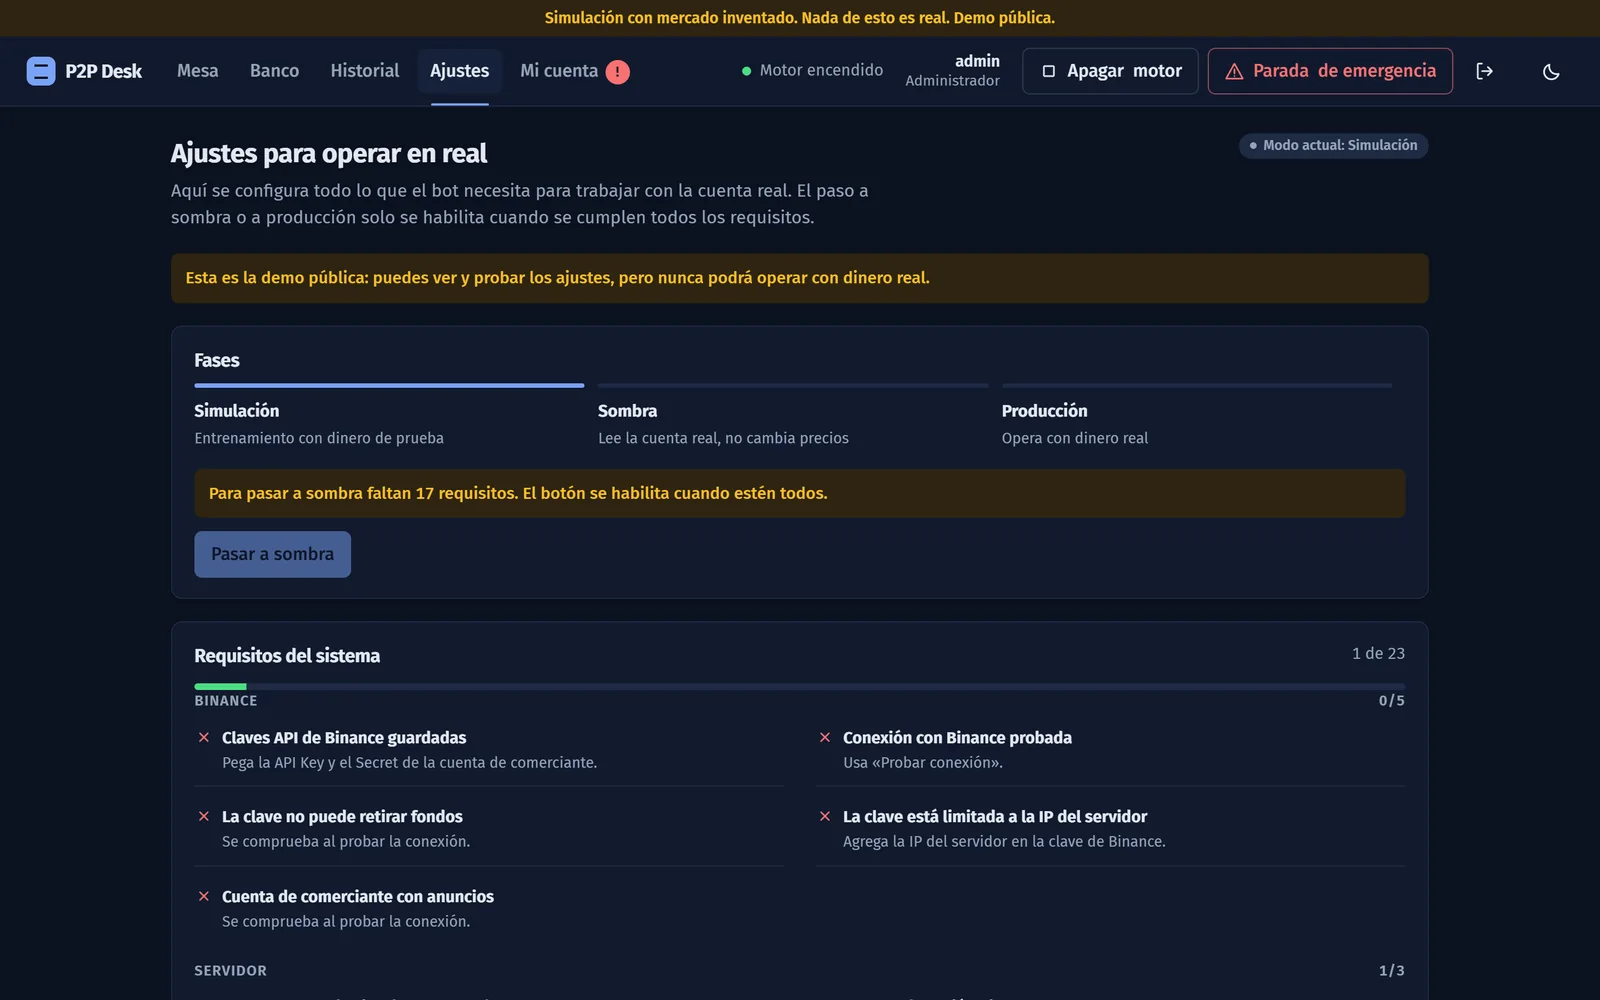 Simulación con mercado inventado. Nada de esto es real. Demo pública.
P2P Desk
Mesa
Banco
Historial
Ajustes
Mi cuenta !
Motor encendido
admin
Administrador
Apagar motor
Parada de emergencia
Ajustes para operar en real
Modo actual: Simulación
Aquí se configura todo lo que el bot necesita para trabajar con la cuenta real. El paso a
sombra o a producción solo se habilita cuando se cumplen todos los requisitos.
Esta es la demo pública: puedes ver y probar los ajustes, pero nunca podrá operar con dinero real.
Fases
Simulación
Entrenamiento con dinero de prueba
Sombra
Lee la cuenta real, no cambia precios
Producción
Opera con dinero real
Para pasar a sombra faltan 17 requisitos. El botón se habilita cuando estén todos.
Pasar a sombra
Requisitos del sistema
1 de 23
BINANCE
0/5
Claves API de Binance guardadas
Pega la API Key y el Secret de la cuenta de comerciante.
Conexión con Binance probada
Usa «Probar conexión».
La clave no puede retirar fondos
Se comprueba al probar la conexión.
La clave está limitada a la IP del servidor
Agrega la IP del servidor en la clave de Binance.
Cuenta de comerciante con anuncios
Se comprueba al probar la conexión.
SERVIDOR
1/3